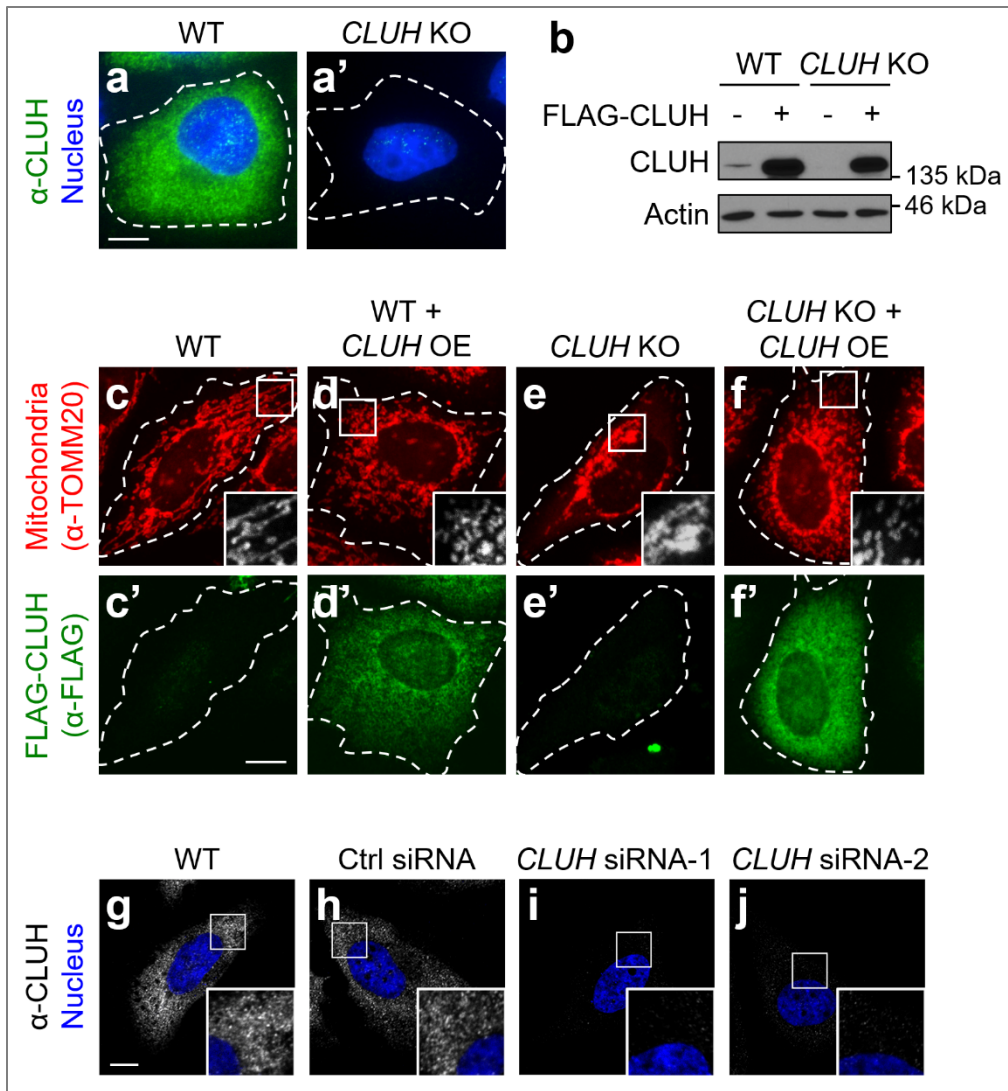 WT
CLUH KO
b
WT CLUH KO
a
a'
α-CLUH
Nucleus
FLAG-CLUH - + - +
CLUH
135 kDa
Actin
46 kDa
WT
WT +
CLUH OE
CLUH KO
CLUH KO +
CLUH OE
c
d
e
f
Mitochondria
(α-TOMM20)
c'
d'
e'
f'
FLAG-CLUH
(α-FLAG)
WT
Ctrl siRNA
CLUH siRNA-1
CLUH siRNA-2
g
h
i
j
α-CLUH
Nucleus